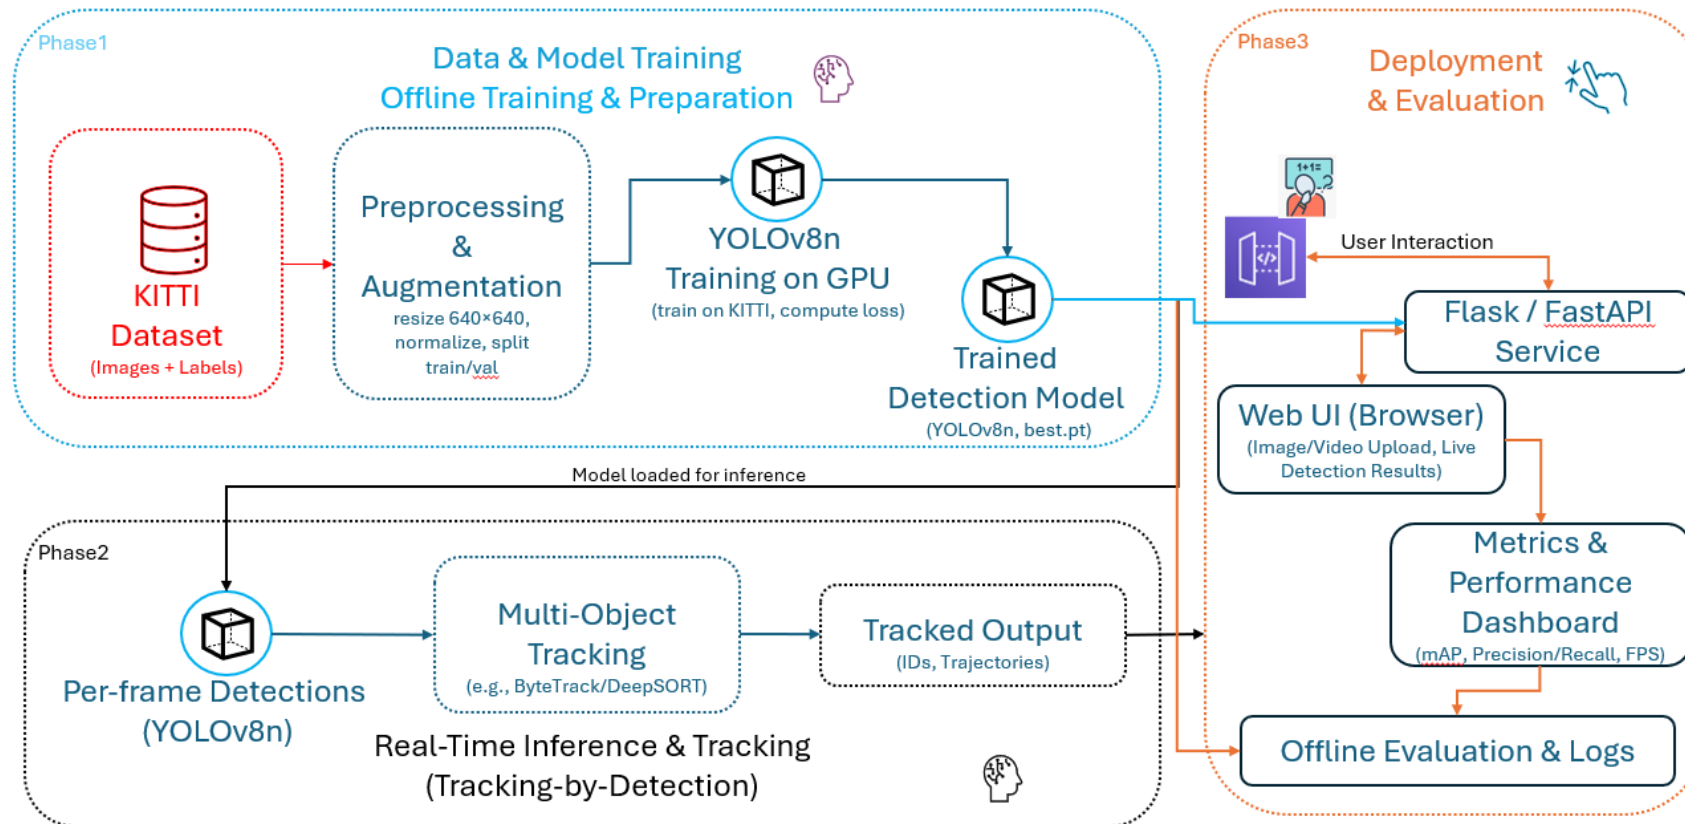 Phase1
Data & Model Training
Offline Training & Preparation
KITTI
Dataset
(Images + Labels)
Preprocessing
&
Augmentation
resize 640×640,
normalize, split
train/val
YOLOv8n
Training on GPU
(train on KITTI, compute loss)
Trained
Detection Model
(YOLOv8n, best.pt)
Model loaded for inference
Phase2
Per-frame Detections
(YOLOv8n)
Multi-Object
Tracking
(e.g., ByteTrack/DeepSORT)
Tracked Output
(IDs, Trajectories)
Real-Time Inference & Tracking
(Tracking-by-Detection)
Phase3
Deployment
& Evaluation
1+1=
?
</>
User Interaction
Flask / FastAPI
Service
Web UI (Browser)
(Image/Video Upload, Live
Detection Results)
Metrics &
Performance
Dashboard
(mAP, Precision/Recall, FPS)
Offline Evaluation & Logs